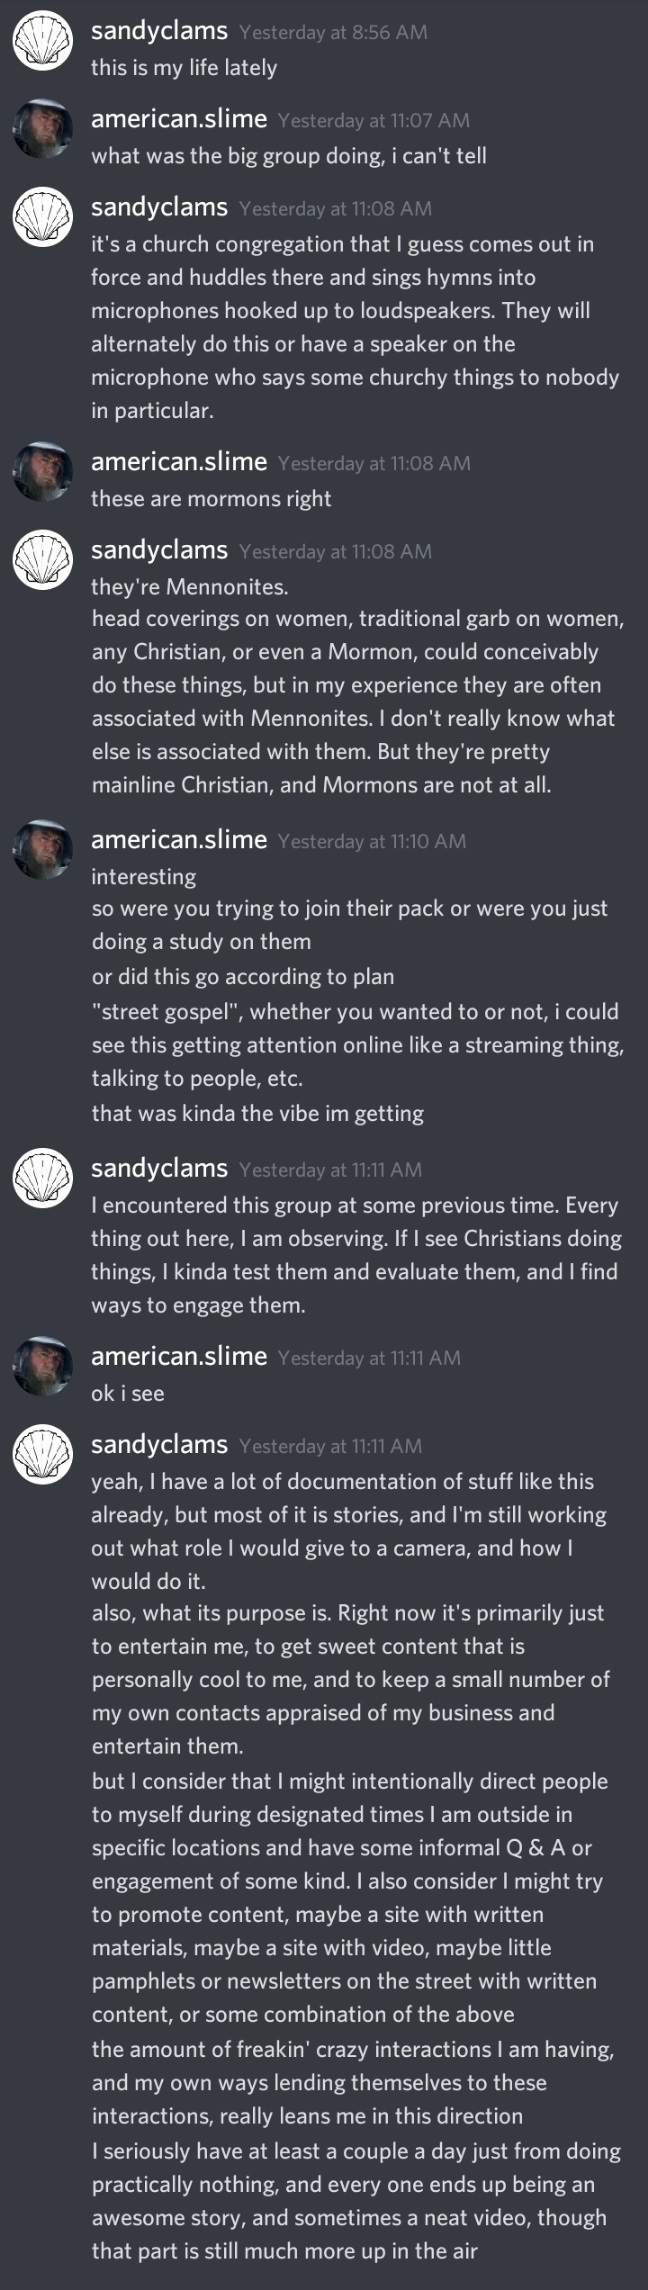 sandyclams Yesterday at 8:56 AM
this is my life lately
american.slime Yesterday at 11:07 AM
what was the big group doing, i can't tell
sandyclams Yesterday at 11:08 AM
it's a church congregation that I guess comes out in
force and huddles there and sings hymns into
microphones hooked up to loudspeakers. They will
alternately do this or have a speaker on the
microphone who says some churchy things to nobody
in particular.
american.slime Yesterday at 11:08 AM
these are mormons right
sandyclams Yesterday at 11:08 AM
they're Mennonites.
head coverings on women, traditional garb on women,
any Christian, or even a Mormon, could conceivably
do these things, but in my experience they are often
associated with Mennonites. I don't really know what
else is associated with them. But they're pretty
mainline Christian, and Mormons are not at all.
american.slime Yesterday at 11:10 AM
interesting
so were you trying to join their pack or were you just
doing a study on them
or did this go according to plan
"street gospel", whether you wanted to or not, i could
see this getting attention online like a streaming thing,
talking to people, etc.
that was kinda the vibe im getting
sandyclams Yesterday at 11:11 AM
I encountered this group at some previous time. Every
thing out here, I am observing. If I see Christians doing
things, I kinda test them and evaluate them, and I find
ways to engage them.
american.slime Yesterday at 11:11 AM
ok i see
sandyclams Yesterday at 11:11 AM
yeah, I have a lot of documentation of stuff like this
already, but most of it is stories, and I'm still working
out what role I would give to a camera, and how I
would do it.
also, what its purpose is. Right now it's primarily just
to entertain me, to get sweet content that is
personally cool to me, and to keep a small number of
my own contacts appraised of my business and
entertain them.
but I consider that I might intentionally direct people
to myself during designated times I am outside in
specific locations and have some informal Q & A or
engagement of some kind. I also consider I might try
to promote content, maybe a site with written
materials, maybe a site with video, maybe little
pamphlets or newsletters on the street with written
content, or some combination of the above
the amount of freakin' crazy interactions I am having,
and my own ways lending themselves to these
interactions, really leans me in this direction
I seriously have at least a couple a day just from doing
practically nothing, and every one ends up being an
awesome story, and sometimes a neat video, though
that part is still much more up in the air